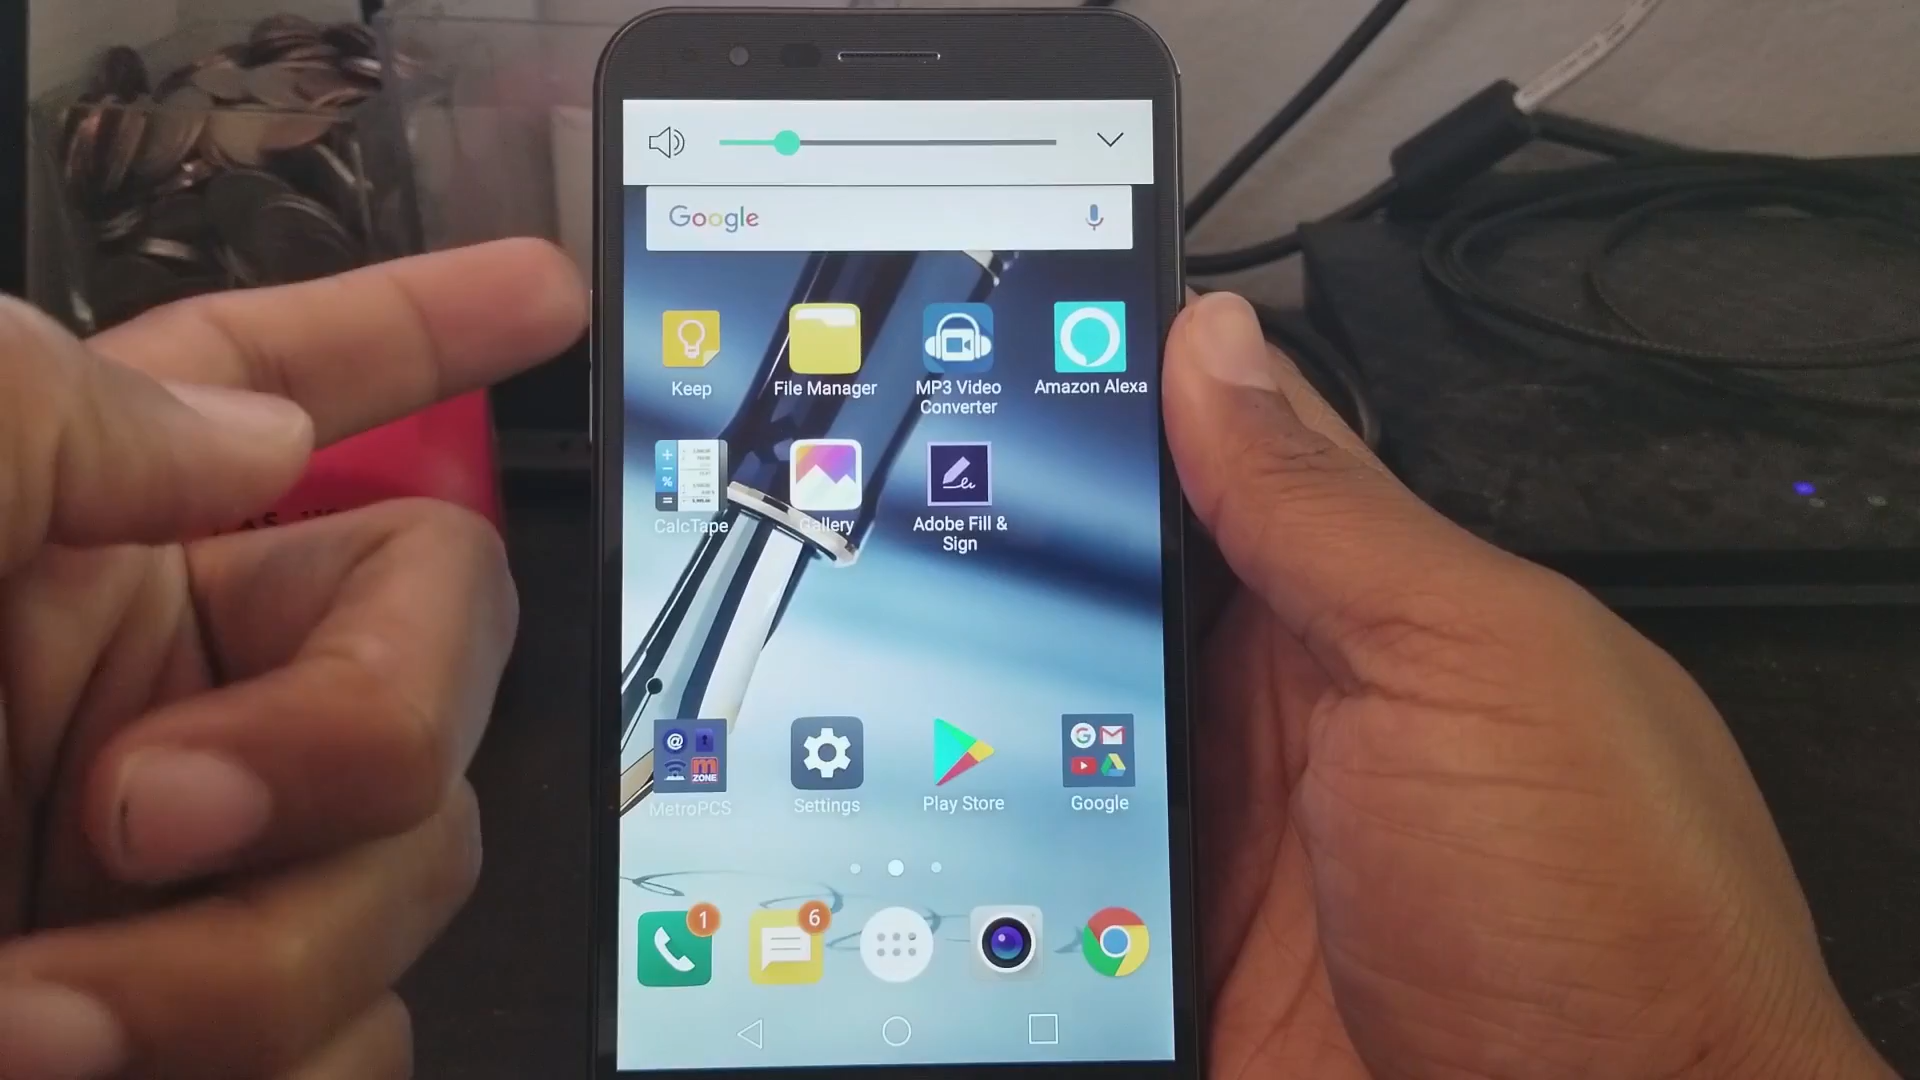 Google
Keep
File Manager
MP3 Video
Converter
Amazon Alexa
CalcTape
Gallery
Adobe Fill &
Sign
@
m
ZONE
MetroPCS
Settings
Play Store
Google
1
6